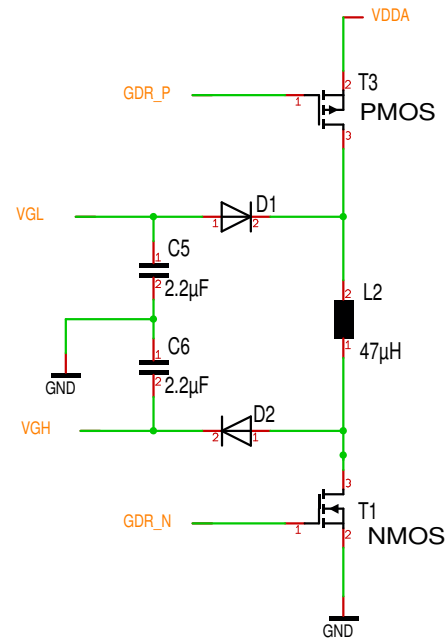 VDDA
2
T3
GDR_P
1
PMOS
3
D1
VGL
1
2
1
C5
2
2.2µF
2
L2
1
C6
2
2.2µF
1
47µH
GND
D2
VGH
2
1
3
T1
GDR_N
1
2
NMOS
GND